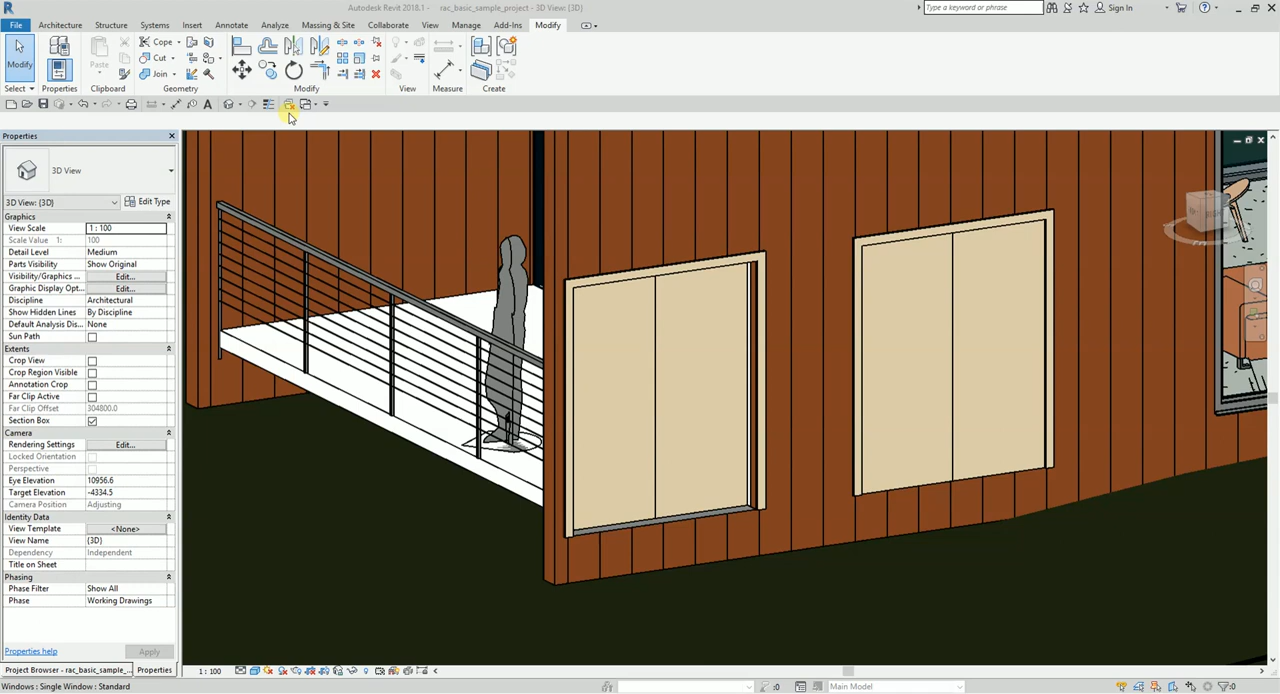 Autodesk Revit 2018.1 - rac_basic_sample_project - 3D View: {3D}
Type a keyword or phrase
Sign In
File Architecture Structure Systems Insert Annotate Analyze Massing & Site Collaborate View Manage Add-Ins Modify
Modify
Paste
Cope
Cut
Join
Select Properties Clipboard Geometry Modify View Measure Create
Properties
3D View
3D View: {3D} Edit Type
Graphics
View Scale 1 : 100
Scale Value 1: 100
Detail Level Medium
Parts Visibility Show Original
Visibility/Graphics ... Edit...
Graphic Display Opt... Edit...
Discipline Architectural
Show Hidden Lines By Discipline
Default Analysis Dis... None
Sun Path
Extents
Crop View
Crop Region Visible
Annotation Crop
Far Clip Active
Far Clip Offset 304800.0
Section Box
Camera
Rendering Settings Edit...
Locked Orientation
Perspective
Eye Elevation 10956.6
Target Elevation -4334.5
Camera Position Adjusting
Identity Data
View Template <None>
View Name {3D}
Dependency Independent
Title on Sheet
Phasing
Phase Filter Show All
Phase Working Drawings
Properties help Apply
Project Browser - rac_basic_sample_... Properties
1 : 100
Windows : Single Window : Standard
:0
Main Model
:0